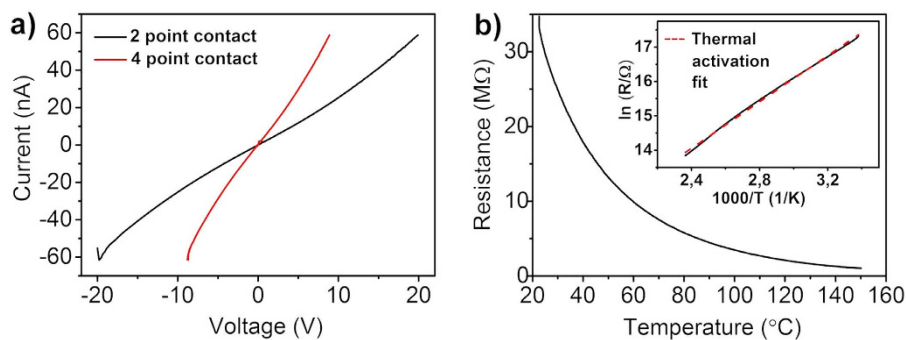 a)
2 point contact
4 point contact
Current (nA)
60
40
20
0
-20
-40
-60
-20
-10
0
10
20
Voltage (V)
b)
Resistance (MΩ)
30
20
10
0
20
40
60
80
100
120
140
160
Temperature (°C)
Thermal
activation
fit
ln (R/Ω)
17
16
15
14
2,4
2,8
3,2
1000/T (1/K)